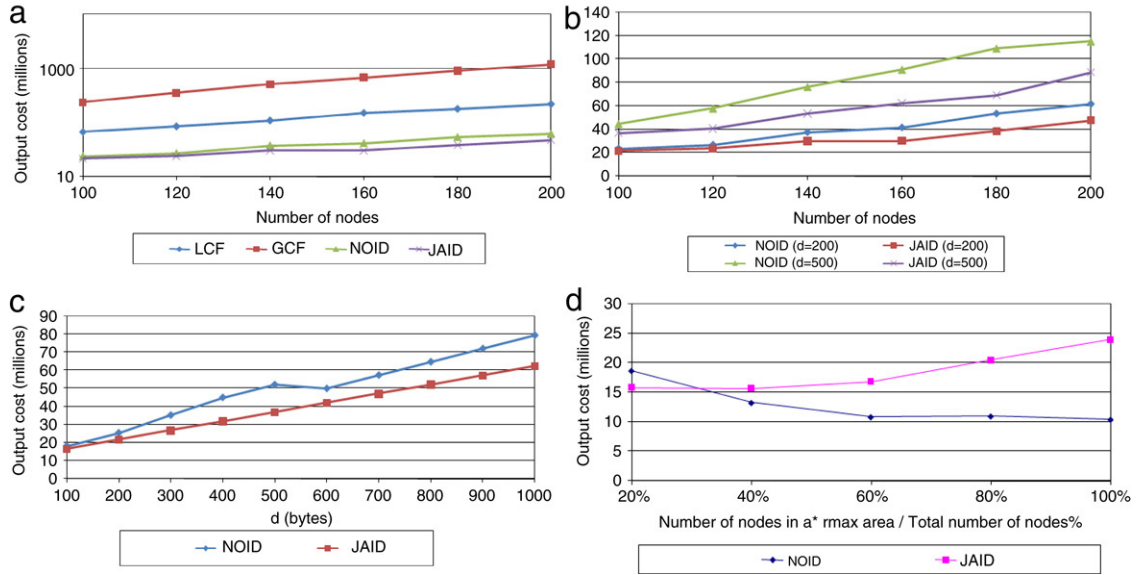 a
Output cost (millions)
1000
10
100 120 140 160 180 200
Number of nodes
LCF GCF NOID JAID
b
Output cost (millions)
140
120
100
80
60
40
20
0
100 120 140 160 180 200
Number of nodes
NOID (d=200) JAID (d=200)
NOID (d=500) JAID (d=500)
c
Output cost (millions)
90
80
70
60
50
40
30
20
10
0
100 200 300 400 500 600 700 800 900 1000
d (bytes)
NOID JAID
d
Output cost (millions)
30
25
20
15
10
5
0
20% 40% 60% 80% 100%
Number of nodes in a* rmax area / Total number of nodes%
NOID JAID